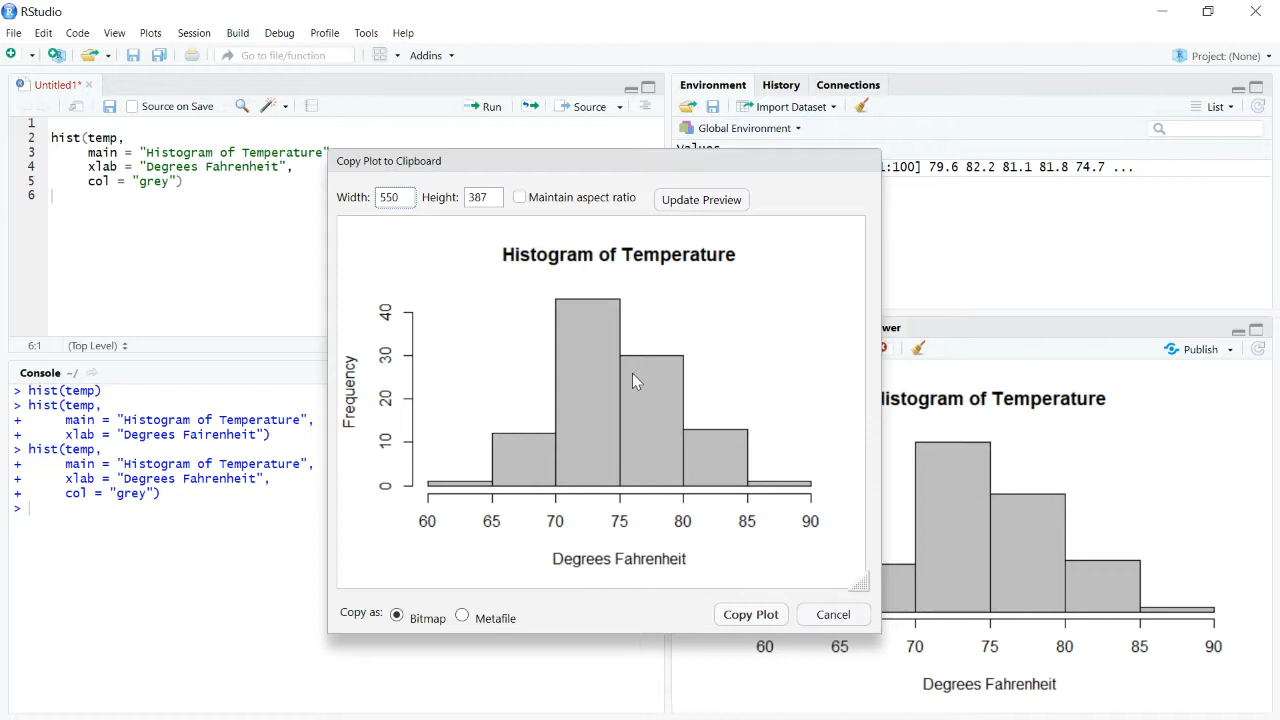 RStudio
File Edit Code View Plots Session Build Debug Profile Tools Help
Go to file/function Addins Project: (None)
Untitled1*
Source on Save Run Source
1
2 hist(temp,
3 main = "Histogram of Temperature"
4 xlab = "Degrees Fahrenheit",
5 col = "grey")
6
6:1 (Top Level)
Console ~/
> hist(temp)
> hist(temp,
+ main = "Histogram of Temperature",
+ xlab = "Degrees Fairenheit")
> hist(temp,
+ main = "Histogram of Temperature",
+ xlab = "Degrees Fahrenheit",
+ col = "grey")
>
Environment History Connections
Import Dataset List
Global Environment
Values
:100] 79.6 82.2 81.1 81.8 74.7 ...
Copy Plot to Clipboard
Width: 550 Height: 387 Maintain aspect ratio Update Preview
Histogram of Temperature
Frequency
40
30
20
10
0
60 65 70 75 80 85 90
Degrees Fahrenheit
Copy as: Bitmap Metafile Copy Plot Cancel
wer
Publish
istogram of Temperature
60 65 70 75 80 85 90
Degrees Fahrenheit